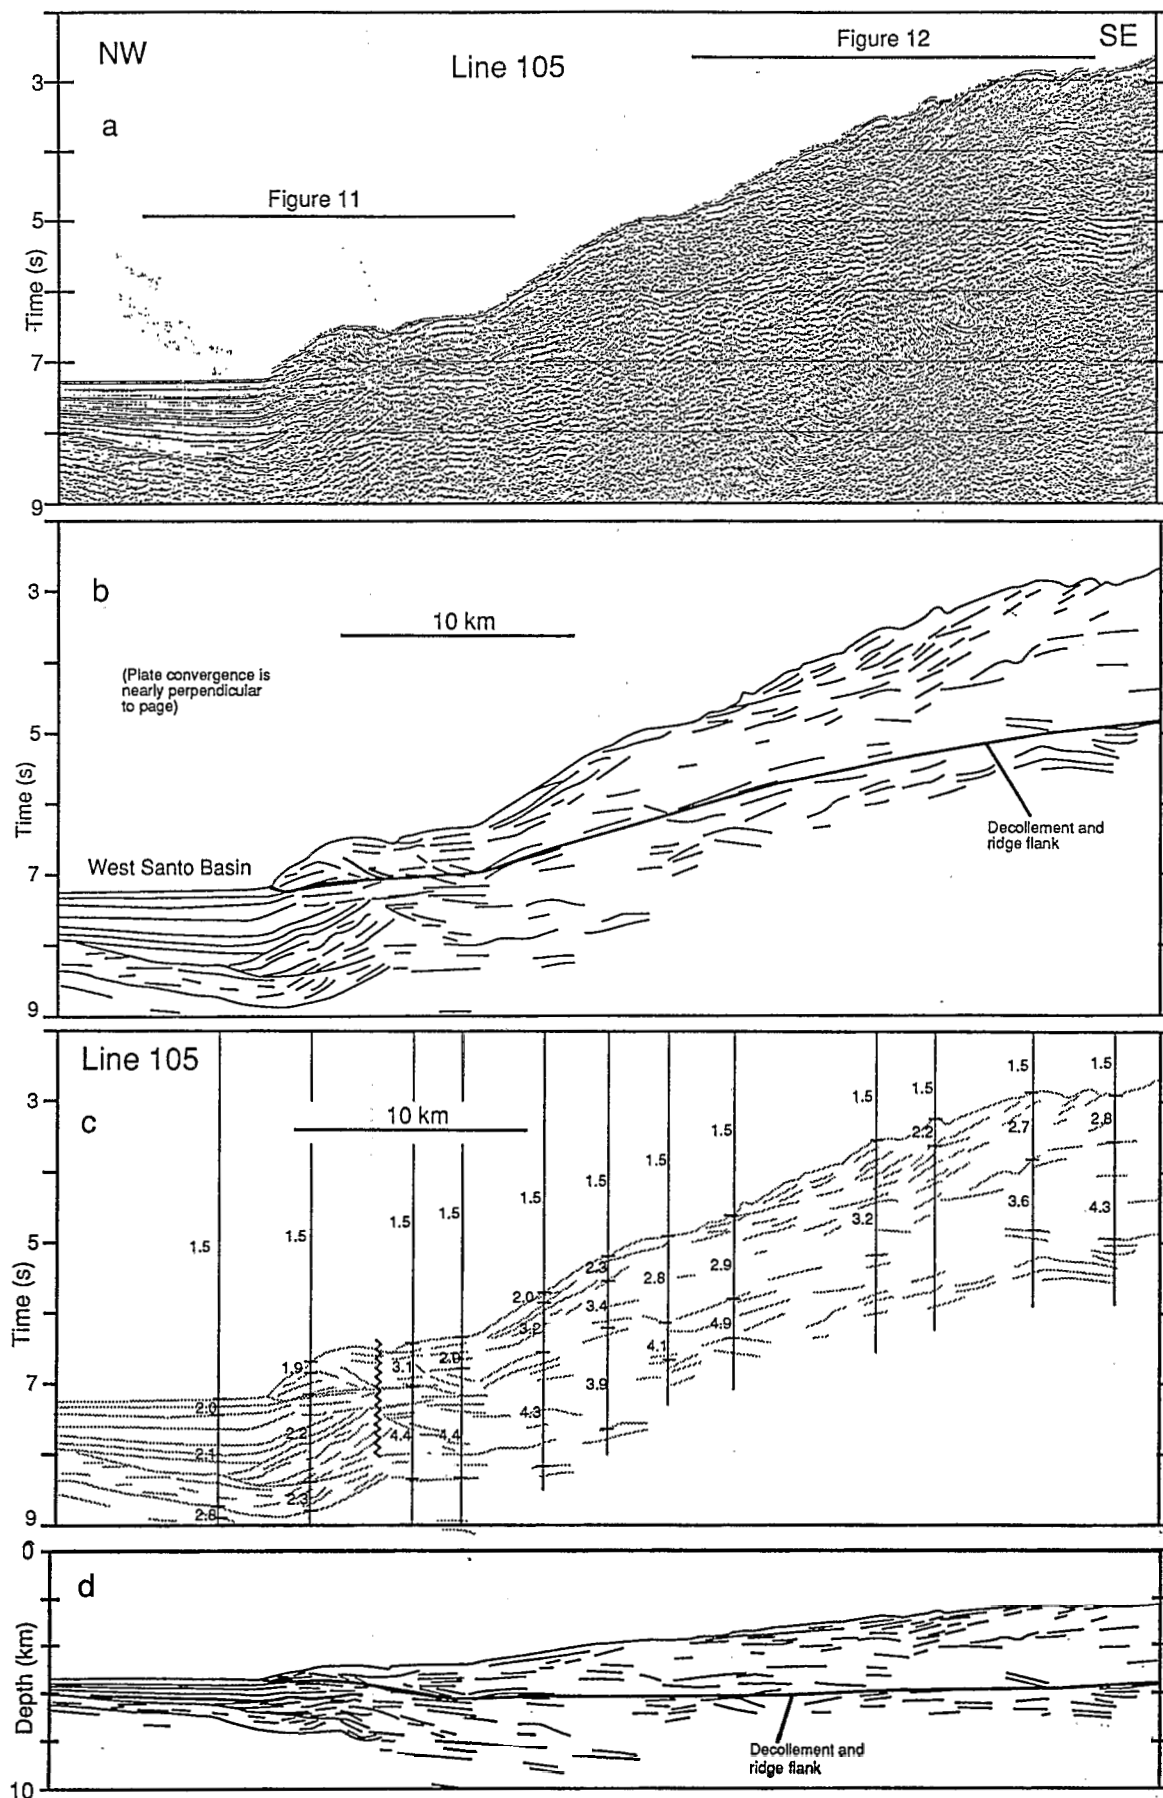 NW
Line 105
Figure 12
SE
a
Figure 11
3
5
7
9
Time (s)
b
10 km
(Plate convergence is
nearly perpendicular
to page)
West Santo Basin
Decollement and
ridge flank
3
5
7
9
Time (s)
Line 105
c
10 km
3
5
7
9
Time (s)
1.5
1.5
1.5
1.5
1.5
1.5
1.5
1.5
1.5
1.5
1.5
1.5
2.2
2.7
2.8
3.2
3.6
4.3
2.3
2.8
2.9
2.0
3.4
3.2
4.1
4.9
1.9
3.1
2.0
3.9
2.0
2.2
4.4
4.4
4.3
2.1
2.3
2.8
d
0
10
Depth (km)
Decollement and
ridge flank